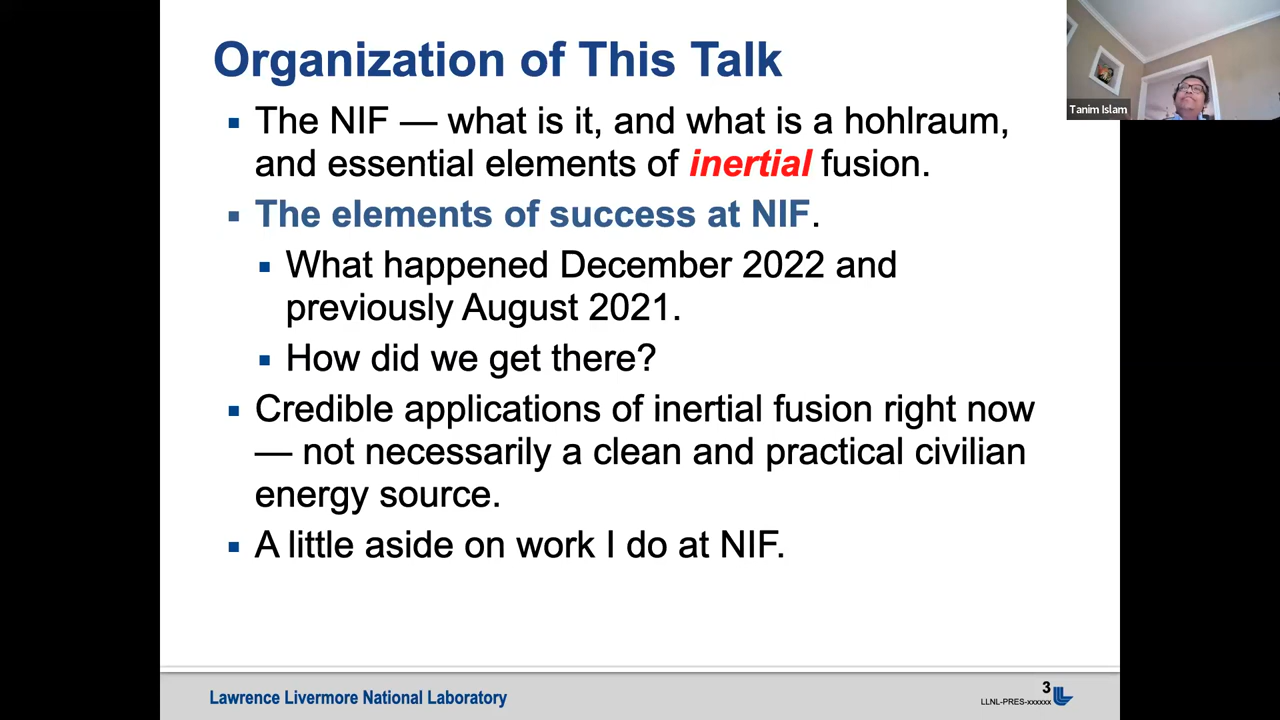 Organization of This Talk
The NIF — what is it, and what is a hohlraum,
and essential elements of inertial fusion.
The elements of success at NIF.
What happened December 2022 and
previously August 2021.
How did we get there?
Credible applications of inertial fusion right now
— not necessarily a clean and practical civilian
energy source.
A little aside on work I do at NIF.
Tanim Islam
Lawrence Livermore National Laboratory
3
LLNL-PRES-xxxxxx